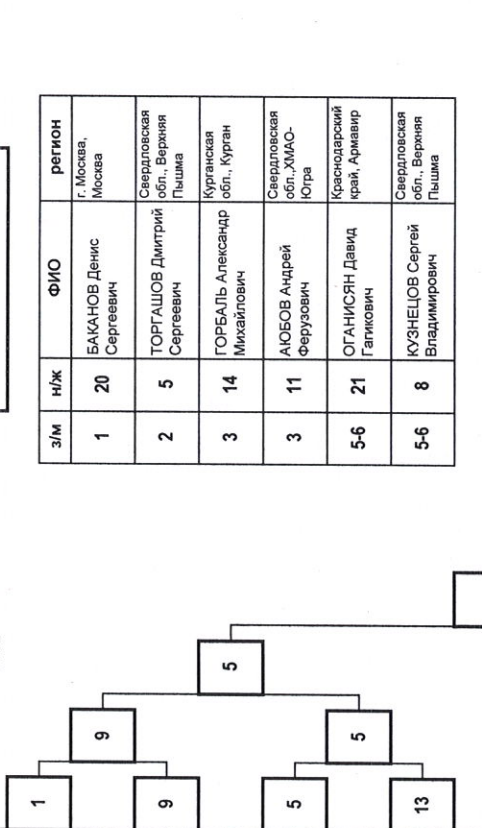 з/м н/ж ФИО регион
1 20 БАКАНОВ Денис г. Москва,
Сергеевич Москва
2 5 ТОРГАШОВ Дмитрий Свердловская
Сергеевич обл., Верхняя
Пышма
3 14 ГОРБАЛЬ Александр Курганская
Михайлович обл., Курган
3 11 АЮБОВ Андрей Свердловская
Ферузович обл.,ХМАО-
Югра
5-6 21 ОГАНИСЯН Давид Краснодарский
Гагикович край, Армавир
5-6 8 КУЗНЕЦОВ Сергей Свердловская
Владимирович обл., Верхняя
Пышма
1
9
9
5
5
5
13